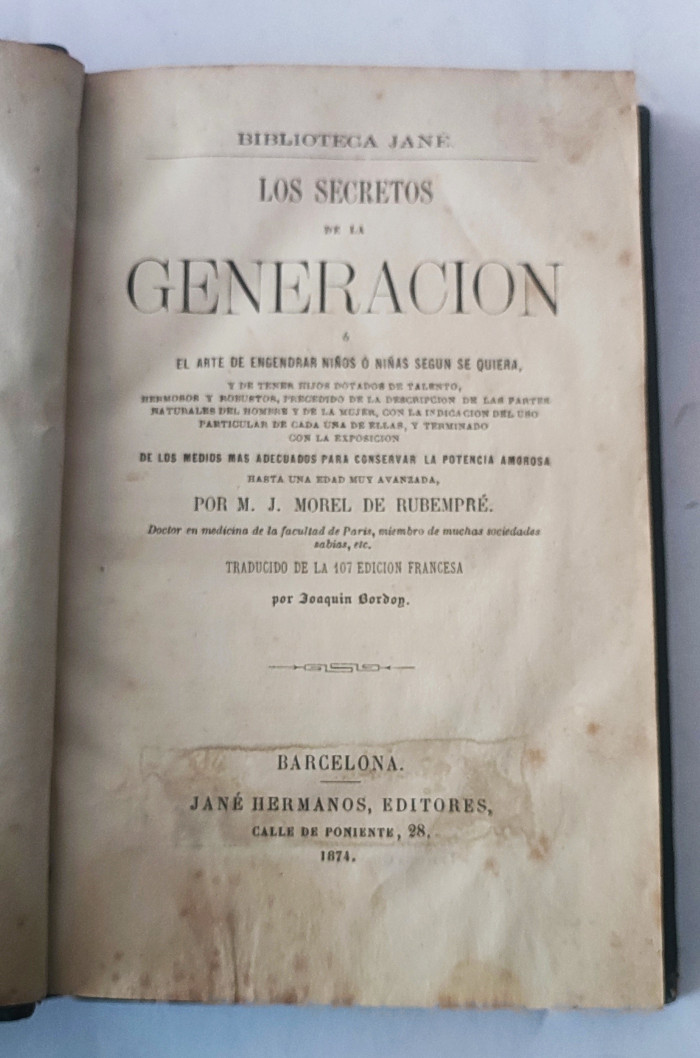 BIBLIOTECA JANÉ.
LOS SECRETOS
DE LA
GENERACION
Ó
EL ARTE DE ENGENDRAR NIÑOS Ó NIÑAS SEGUN SE QUIERA,
Y DE TENER HIJOS DOTADOS DE TALENTO,
HERMOSOS Y ROBUSTOS, PRECEDIDO DE LA DESCRIPCION DE LAS PARTES
NATURALES DEL HOMBRE Y DE LA MUJER, CON LA INDICACION DEL USO
PARTICULAR DE CADA UNA DE ELLAS, Y TERMINADO
CON LA EXPOSICION
DE LOS MEDIOS MAS ADECUADOS PARA CONSERVAR LA POTENCIA AMOROSA
HASTA UNA EDAD MUY AVANZADA,
POR M. J. MOREL DE RUBEMPRÉ.
Doctor en medicina de la facultad de Paris, miembro de muchas sociedades
sabias, etc.
TRADUCIDO DE LA 107 EDICION FRANCESA
por Joaquin Bordoy.
BARCELONA.
JANÉ HERMANOS, EDITORES,
CALLE DE PONIENTE, 28.
1874.